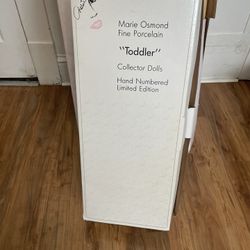 Marie Osmond
Fine Porcelain
"Toddler"
Collector Dolls
Hand Numbered
Limited Edition